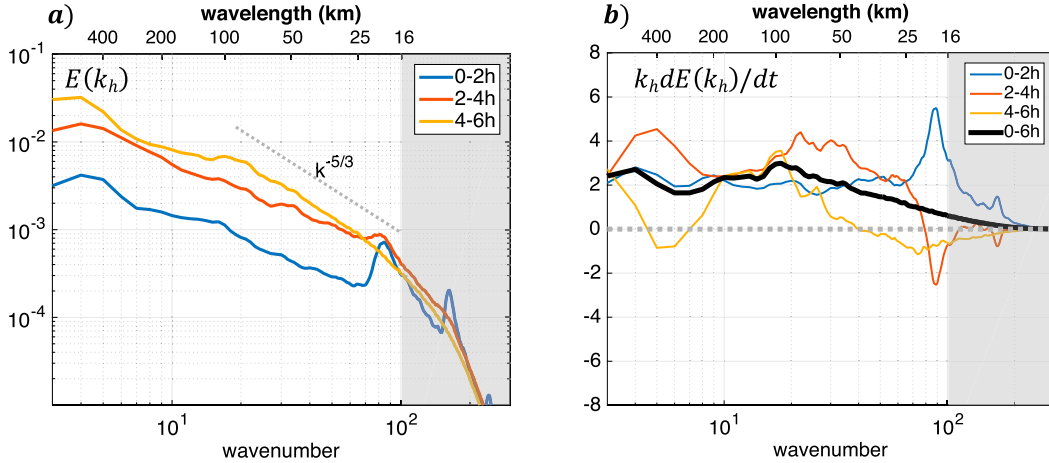 a)
wavelength (km)
400 200 100 50 25 16
E(k_h)
0-2h
2-4h
4-6h
k^-5/3
10^-1
10^-2
10^-3
10^-4
10^1 10^2
wavenumber
b)
wavelength (km)
400 200 100 50 25 16
k_h dE(k_h)/dt
0-2h
2-4h
4-6h
0-6h
8
6
4
2
0
-2
-4
-6
-8
10^1 10^2
wavenumber